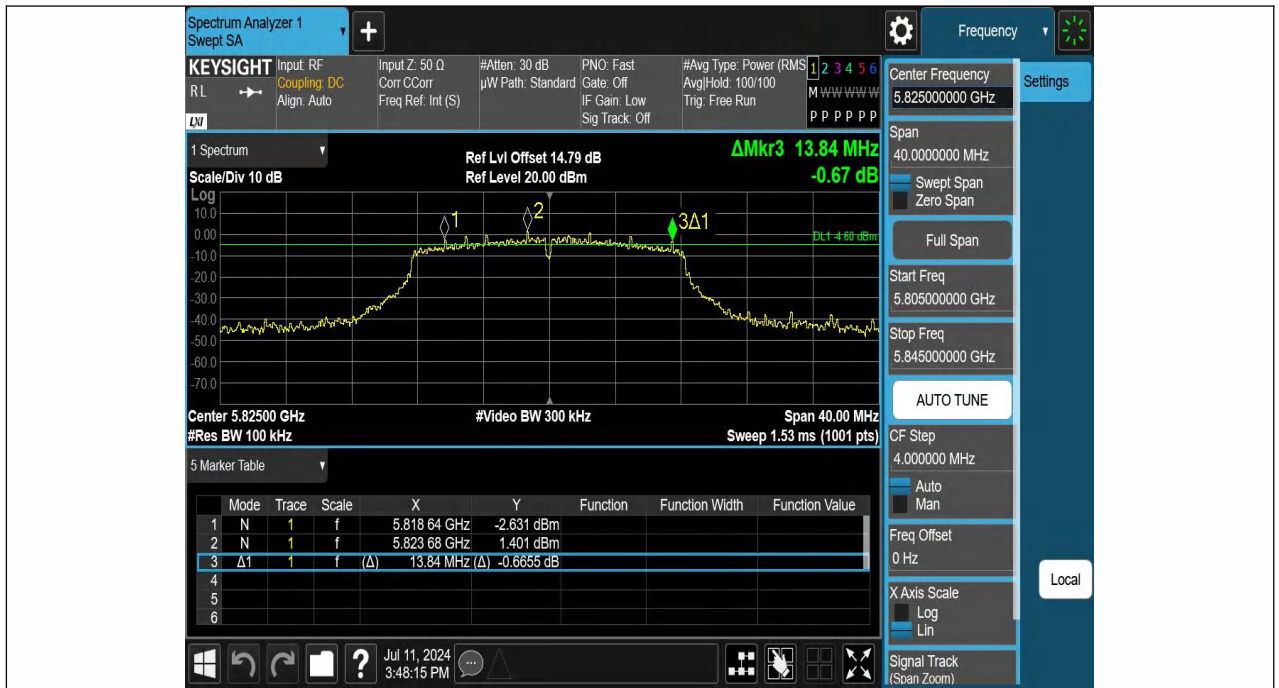 Spectrum Analyzer 1
Swept SA
+
Frequency
KEYSIGHT
RL
LXI
Input: RF
Coupling: DC
Align: Auto
Input Z: 50 Ω
Corr CCorr
Freq Ref: Int (S)
#Atten: 30 dB
µW Path: Standard
PNO: Fast
Gate: Off
IF Gain: Low
Sig Track: Off
#Avg Type: Power (RMS
Avg|Hold: 100/100
Trig: Free Run
1 2 3 4 5 6
M W W W W W
P P P P P P
1 Spectrum
Scale/Div 10 dB
Ref Lvl Offset 14.79 dB
Ref Level 20.00 dBm
ΔMkr3 13.84 MHz
-0.67 dB
Log
10.0
0.00
-10.0
-20.0
-30.0
-40.0
-50.0
-60.0
-70.0
1
2
3Δ1
DL1 -4.60 dBm
Center 5.82500 GHz
#Video BW 300 kHz
Span 40.00 MHz
#Res BW 100 kHz
Sweep 1.53 ms (1001 pts)
5 Marker Table
Mode Trace Scale X Y Function Function Width Function Value
1 N 1 f 5.818 64 GHz -2.631 dBm
2 N 1 f 5.823 68 GHz 1.401 dBm
3 Δ1 1 f (Δ) 13.84 MHz (Δ) -0.6655 dB
4
5
6
?
Jul 11, 2024
3:48:15 PM
Center Frequency
5.825000000 GHz
Settings
Span
40.0000000 MHz
Swept Span
Zero Span
Full Span
Start Freq
5.805000000 GHz
Stop Freq
5.845000000 GHz
AUTO TUNE
CF Step
4.000000 MHz
Auto
Man
Freq Offset
0 Hz
X Axis Scale
Log
Lin
Local
Signal Track
(Span Zoom)